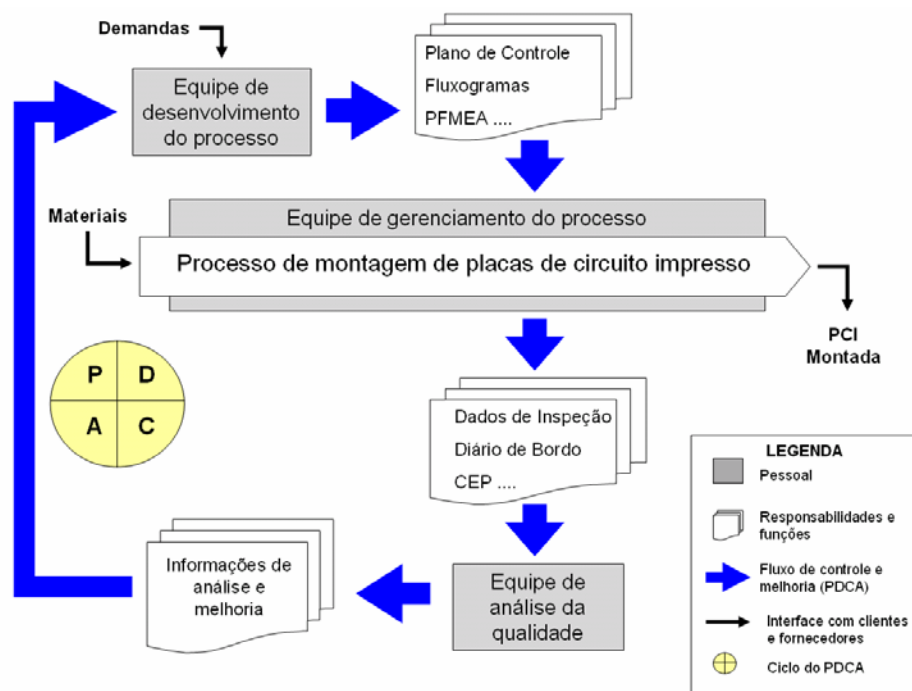 Demandas
Equipe de
desenvolvimento
do processo
Plano de Controle
Fluxogramas
PFMEA ....
Materiais
Equipe de gerenciamento do processo
Processo de montagem de placas de circuito impresso
PCI
Montada
P D
A C
Dados de Inspeção
Diário de Bordo
CEP ....
Informações de
análise e
melhoria
Equipe de
análise da
qualidade
LEGENDA
Pessoal
Responsabilidades e
funções
Fluxo de controle e
melhoria (PDCA)
Interface com clientes
e fornecedores
Ciclo do PDCA